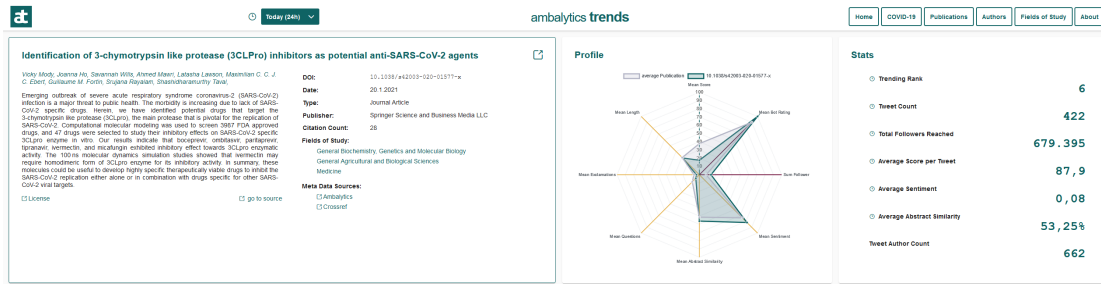 at
Today (24h)
ambalytics trends
Home
COVID-19
Publications
Authors
Fields of Study
About
Identification of 3-chymotrypsin like protease (3CLPro) inhibitors as potential anti-SARS-CoV-2 agents
Vicky Mody, Joanna Ho, Savannah Wills, Ahmed Mawri, Latasha Lawson, Maximilian C. C. J.
C. Ebert, Guillaume M. Fortin, Srujana Rayalam, Shashidharamurthy Taval,
Emerging outbreak of severe acute respiratory syndrome coronavirus-2 (SARS-CoV-2)
infection is a major threat to public health. The morbidity is increasing due to lack of SARS-
CoV-2 specific drugs. Herein, we have identified potential drugs that target the
3-chymotrypsin like protease (3CLpro), the main protease that is pivotal for the replication of
SARS-CoV-2. Computational molecular modeling was used to screen 3987 FDA approved
drugs, and 47 drugs were selected to study their inhibitory effects on SARS-CoV-2 specific
3CLpro enzyme in vitro. Our results indicate that boceprevir, ombitasvir, paritaprevir,
tipranavir, ivermectin, and micafungin exhibited inhibitory effect towards 3CLpro enzymatic
activity. The 100 ns molecular dynamics simulation studies showed that ivermectin may
require homodimeric form of 3CLpro enzyme for its inhibitory activity. In summary, these
molecules could be useful to develop highly specific therapeutically viable drugs to inhibit the
SARS-CoV-2 replication either alone or in combination with drugs specific for other SARS-
CoV-2 viral targets.
License
go to source
DOI: 10.1038/s42003-020-01577-x
Date: 20.1.2021
Type: Journal Article
Publisher: Springer Science and Business Media LLC
Citation Count: 26
Fields of Study:
General Biochemistry, Genetics and Molecular Biology
General Agricultural and Biological Sciences
Medicine
Meta Data Sources:
Ambalytics
Crossref
Profile
average Publication
10.1038/s42003-020-01577-x
Mean Score
100
90
80
70
60
50
Mean Length
Mean Bot Rating
Mean Exclamations
Sum Follower
Mean Questions
Mean Sentiment
Mean Abstract Similarity
Stats
Trending Rank
6
Tweet Count
422
Total Followers Reached
679.395
Average Score per Tweet
87,9
Average Sentiment
0,08
Average Abstract Similarity
53,25%
Tweet Author Count
662